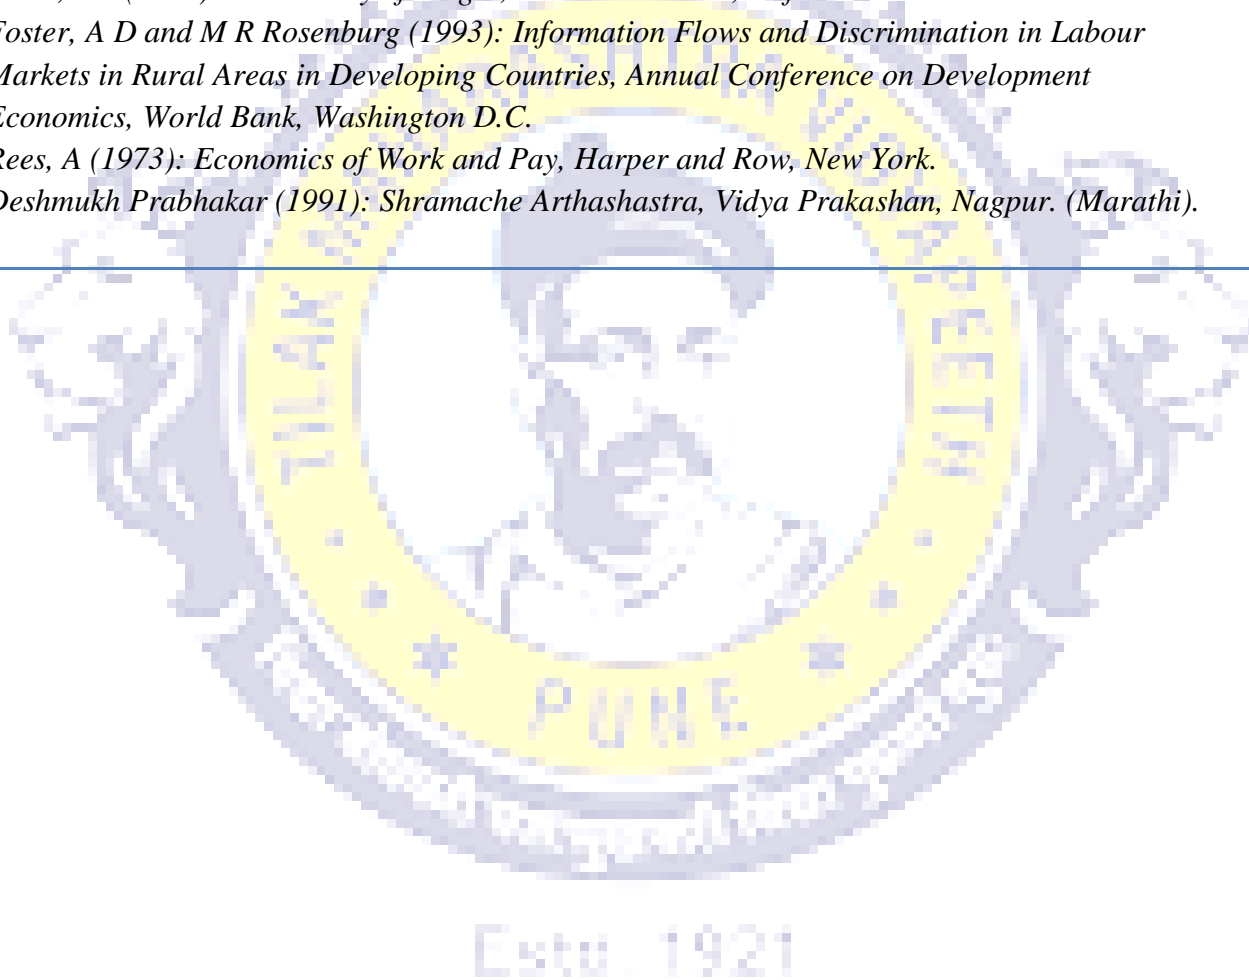 Foster, A D and M R Rosenburg (1993): Information Flows and Discrimination in Labour
Markets in Rural Areas in Developing Countries, Annual Conference on Development
Economics, World Bank, Washington D.C.
Rees, A (1973): Economics of Work and Pay, Harper and Row, New York.
Deshmukh Prabhakar (1991): Shramache Arthashastra, Vidya Prakashan, Nagpur. (Marathi).
TILAK MAHARASHTRA VIDYAPEETH
PUNE
Estd. 1921